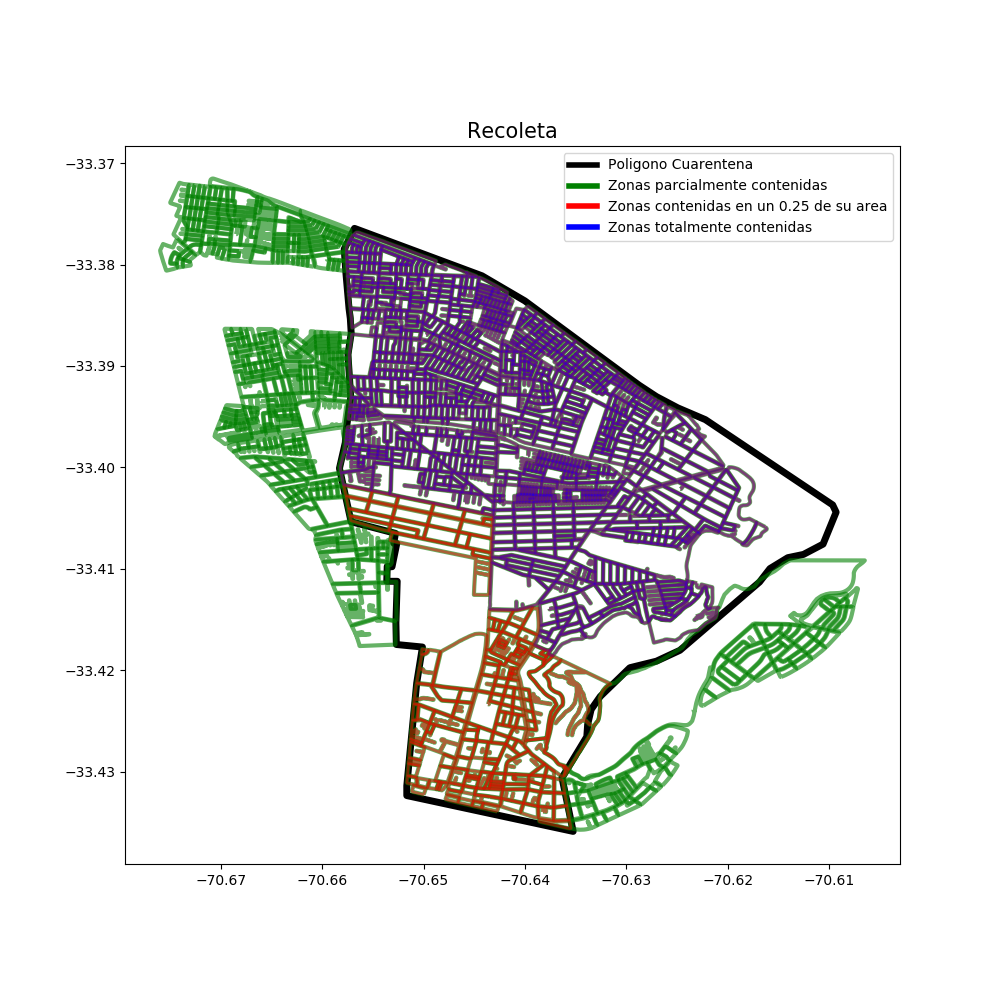 Recoleta
Poligono Cuarentena
Zonas parcialmente contenidas
Zonas contenidas en un 0.25 de su area
Zonas totalmente contenidas
−33.37
−33.38
−33.39
−33.40
−33.41
−33.42
−33.43
−70.67 −70.66 −70.65 −70.64 −70.63 −70.62 −70.61